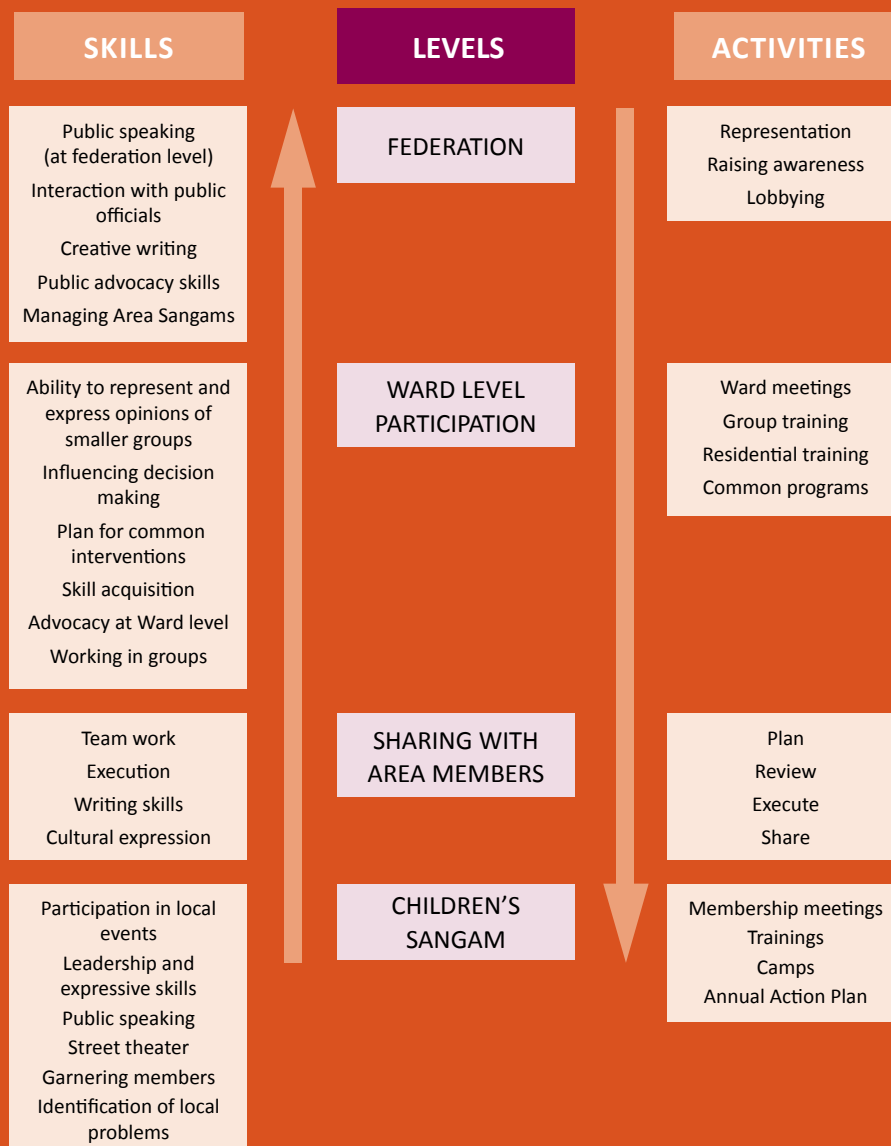 SKILLS
LEVELS
ACTIVITIES
Public speaking
(at federation level)
Interaction with public
officials
Creative writing
Public advocacy skills
Managing Area Sangams
FEDERATION
Representation
Raising awareness
Lobbying
Ability to represent and
express opinions of
smaller groups
Influencing decision
making
Plan for common
interventions
Skill acquisition
Advocacy at Ward level
Working in groups
WARD LEVEL
PARTICIPATION
Ward meetings
Group training
Residential training
Common programs
Team work
Execution
Writing skills
Cultural expression
SHARING WITH
AREA MEMBERS
Plan
Review
Execute
Share
Participation in local
events
Leadership and
expressive skills
Public speaking
Street theater
Garnering members
Identification of local
problems
CHILDREN’S
SANGAM
Membership meetings
Trainings
Camps
Annual Action Plan